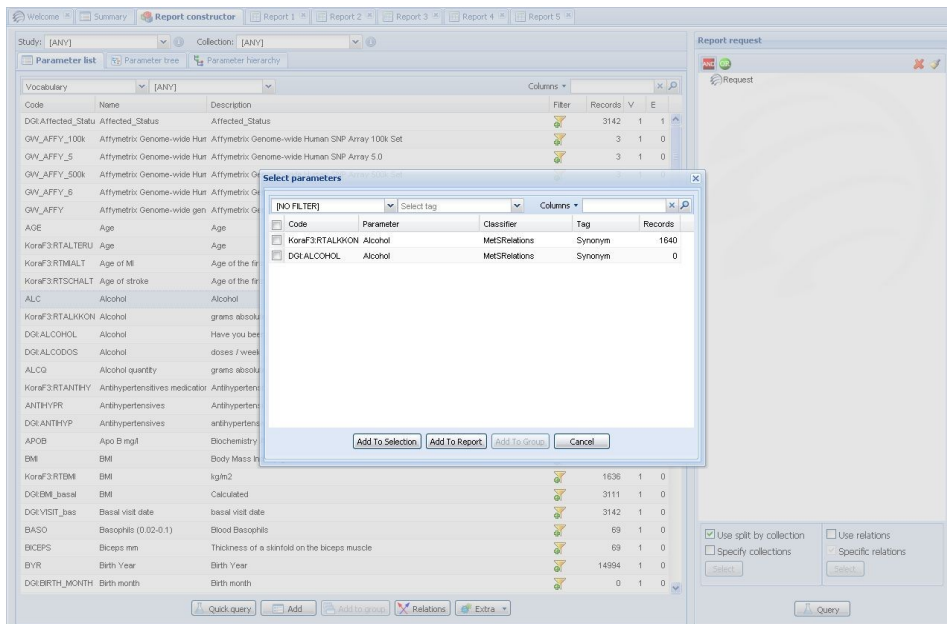 Welcome Summary Report constructor Report 1 Report 2 Report 3 Report 4 Report 5
Study: [ANY] Collection: [ANY]
Report request
Parameter list Parameter tree Parameter hierarchy
AND OR
Request
Vocabulary [ANY] Columns
Code Name Description Filter Records V E
DGI:Affected_Statu Affected_Status Affected_Status 3142 1 1
GW_AFFY_100k Affymetrix Genome-wide Hum Affymetrix Genome-wide Human SNP Array 100k Set 3 1 0
GW_AFFY_5 Affymetrix Genome-wide Hum Affymetrix Genome-wide Human SNP Array 5.0 3 1 0
GW_AFFY_500k Affymetrix Genome-wide Hum Affymetrix Ge
GW_AFFY_6 Affymetrix Genome-wide Hum Affymetrix Ge
GW_AFFY Affymetrix Genome-wide gen Affymetrix Ge
AGE Age Age
KoraF3:RTALTERU Age Age
KoraF3:RTMIALT Age of MI Age of the fir
KoraF3:RTSCHALT Age of stroke Age of the fir
ALC Alcohol Alcohol
KoraF3:RTALKKON Alcohol grams absolu
DGI:ALCOHOL Alcohol Have you bee
DGI:ALCODOS Alcohol doses / week
ALCQ Alcohol quantity grams absolu
KoraF3:RTANTIHY Antihypertensitives medication Antihypertens
ANTIHYPR Antihypertensives Antihypertens
DGI:ANTIHYP Antihypertensives antihypertens
APOB Apo B mg/l Biochemistry
BMI BMI Body Mass In
KoraF3:RTBMI BMI kg/m2 1636 1 0
DGI:BMI_basal BMI Calculated 3111 1 0
DGI:VISIT_bas Basal visit date basal visit date 3142 1 0
BASO Basophils (0.02-0.1) Blood Basophils 69 1 0
BICEPS Biceps mm Thickness of a skinfold on the biceps muscle 69 1 0
BYR Birth Year Birth Year 14994 1 0
DGI:BIRTH_MONTH Birth month Birth month 0 1 0
Select parameters
[NO FILTER] Select tag Columns
Code Parameter Classifier Tag Records
KoraF3:RTALKKON Alcohol MetSRelations Synonym 1640
DGI:ALCOHOL Alcohol MetSRelations Synonym 0
Add To Selection Add To Report Add To Group Cancel
Use split by collection Use relations
Specify collections Specific relations
Select Select
Quick query Add Add to group Relations Extra
Query